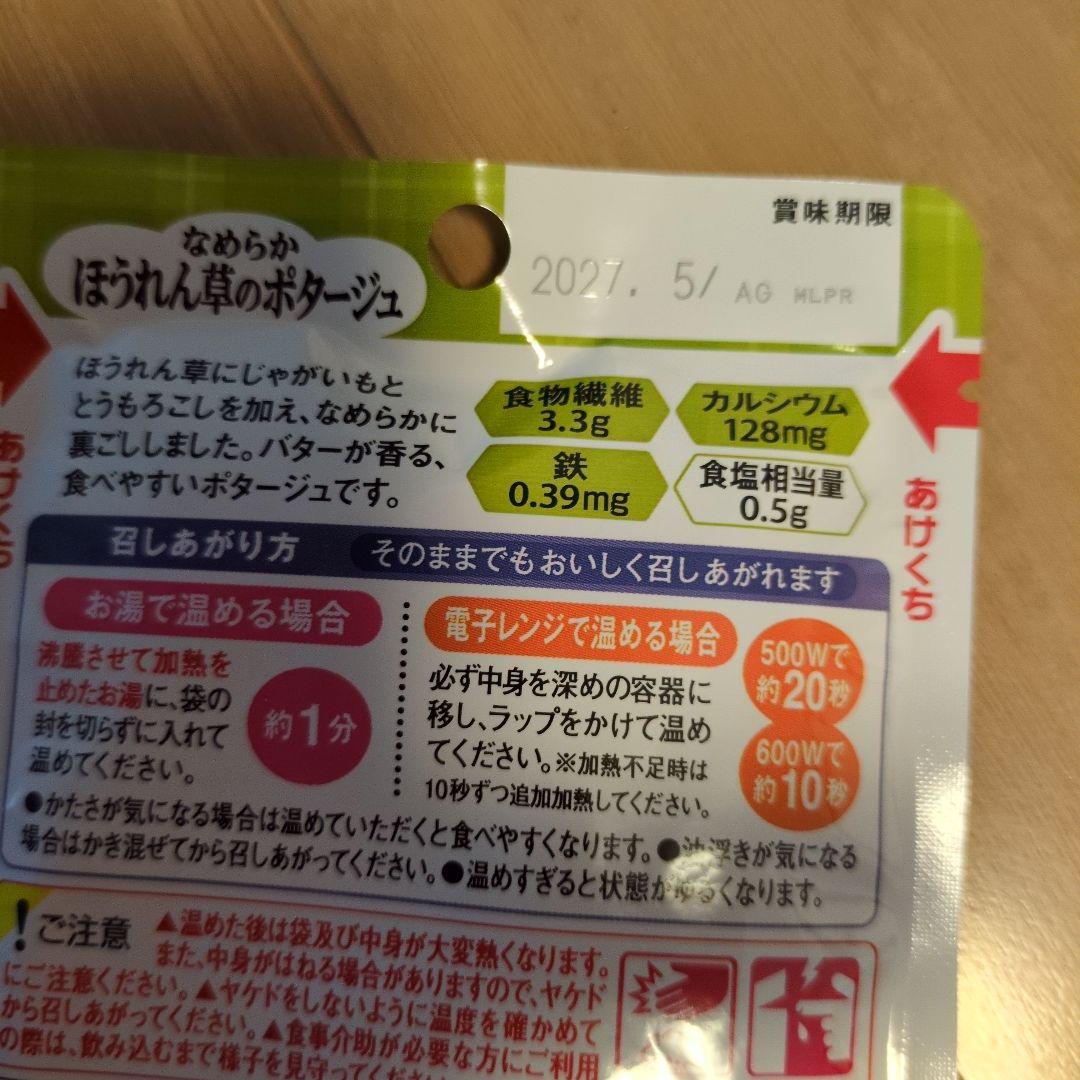 賞味期限
2027. 5/ AG MLPR
なめらか
ほうれん草のポタージュ
ほうれん草にじゃがいもと
とうもろこしを加え、なめらかに
裏ごししました。バターが香る、
食べやすいポタージュです。
食物繊維
3.3g
カルシウム
128mg
鉄
0.39mg
食塩相当量
0.5g
あけくち
あけくち
召しあがり方
そのままでもおいしく召しあがれます
お湯で温める場合
沸騰させて加熱を
止めたお湯に、袋の
封を切らずに入れて
温めてください。
約1分
電子レンジで温める場合
必ず中身を深めの容器に
移し、ラップをかけて温め
てください。※加熱不足時は
10秒ずつ追加加熱してください。
500Wで
約20秒
600Wで
約10秒
●かたさが気になる場合は温めていただくと食べやすくなります。●油浮きが気になる
場合はかき混ぜてから召しあがってください。●温めすぎると状態がゆるくなります。
!ご注意
▲温めた後は袋及び中身が大変熱くなります。
また、中身がはねる場合がありますので、ヤケド
にご注意ください。▲ヤケドをしないように温度を確かめて
から召しあがってください。▲食事介助が必要な方にご利用
の際は、飲み込むまで様子を見守ってください